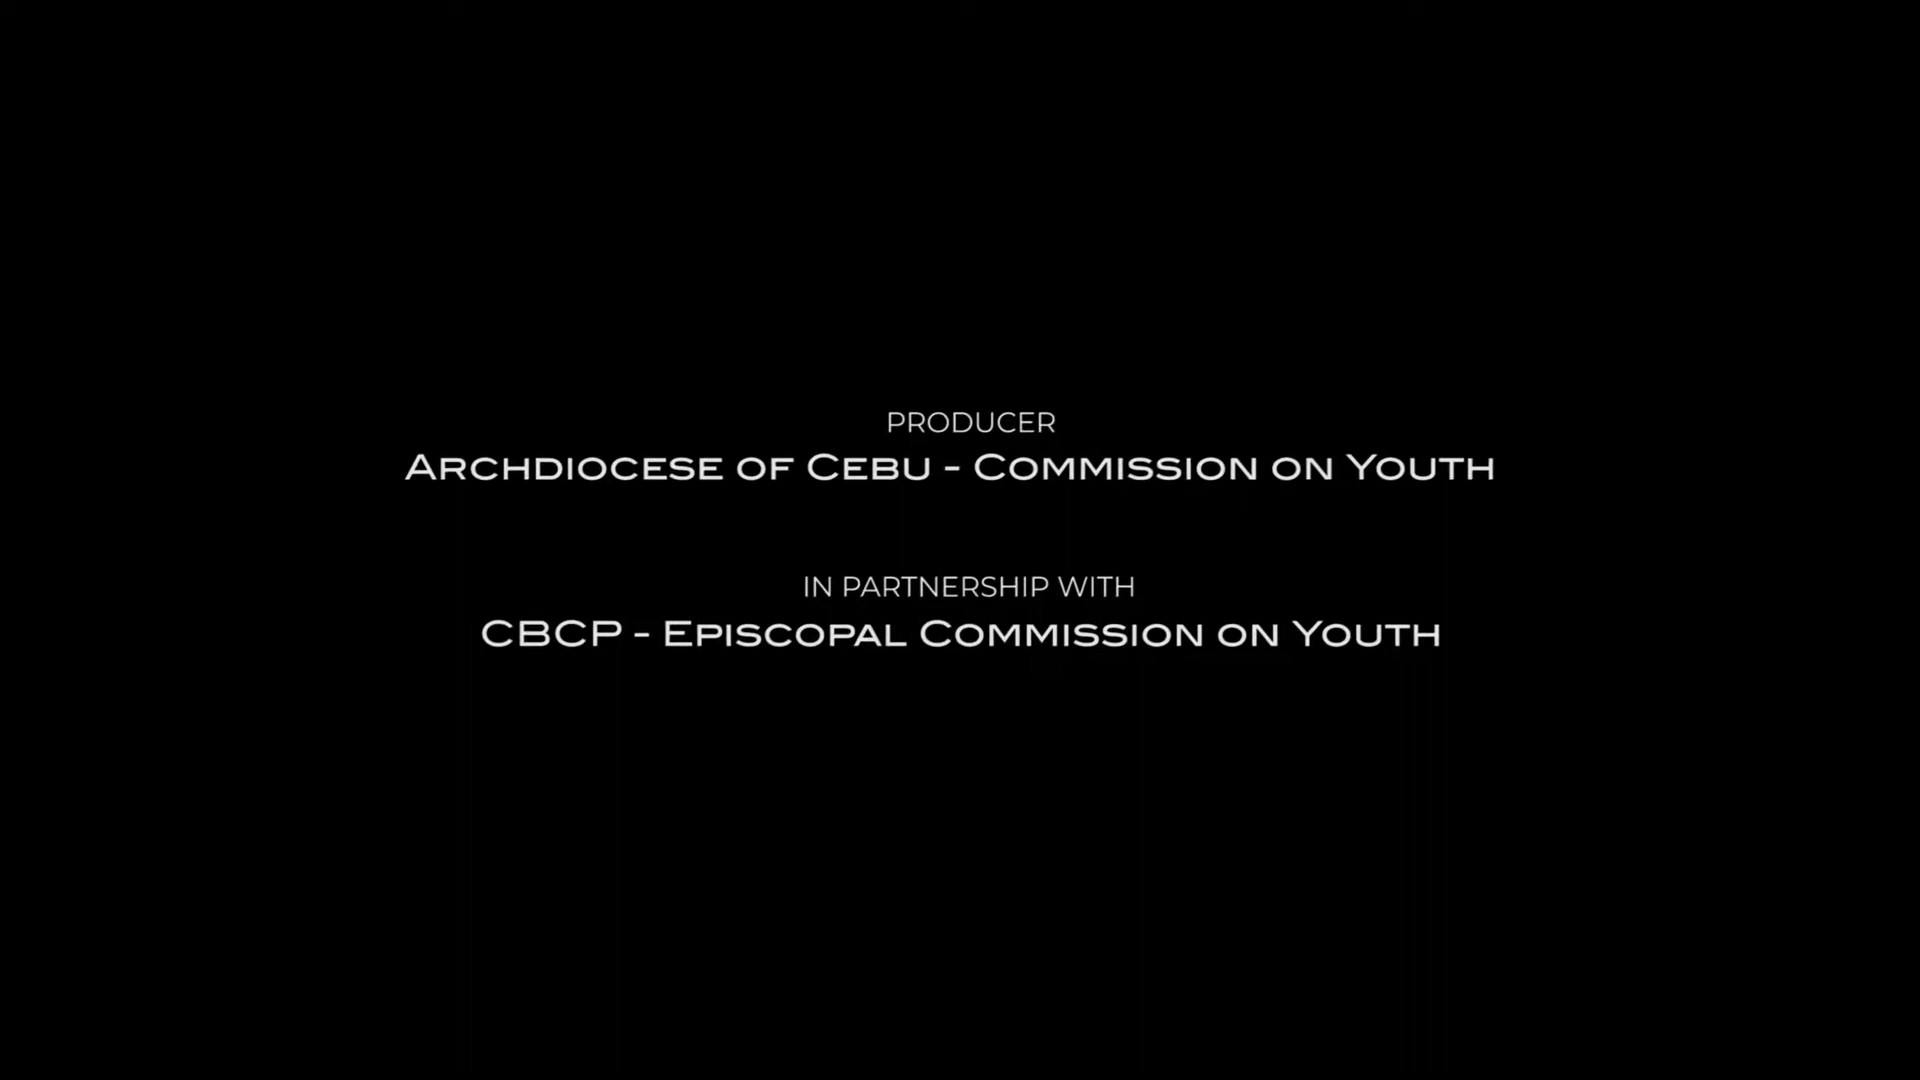 PRODUCER
Archdiocese of Cebu - Commission on Youth
IN PARTNERSHIP WITH
CBCP - Episcopal Commission on Youth